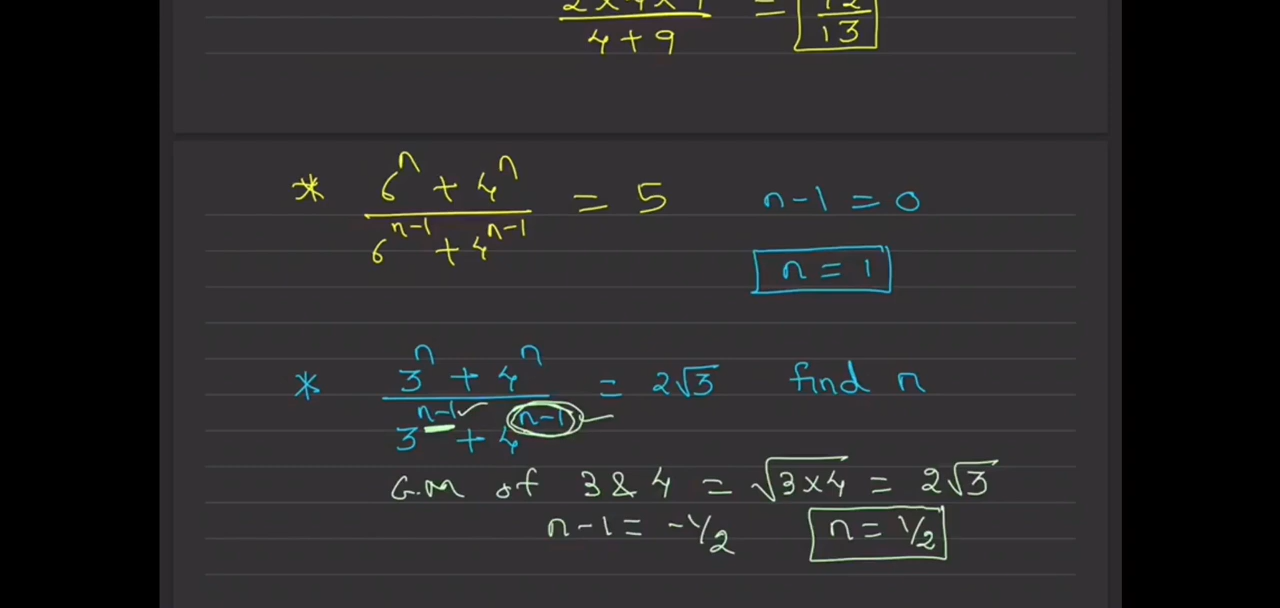 4 + 9 = 13
* 6^n + 4^n / 6^(n-1) + 4^(n-1) = 5 n-1 = 0
n = 1
* 3^n + 4^n / 3^(n-1) + 4^(n-1) = 2√3 find n
G.M of 3 & 4 = √3×4 = 2√3
n-1 = -1/2 n = 1/2